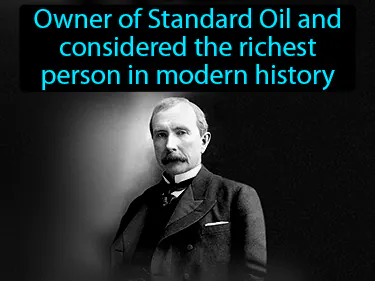 Owner of Standard Oil and
considered the richest
person in modern history